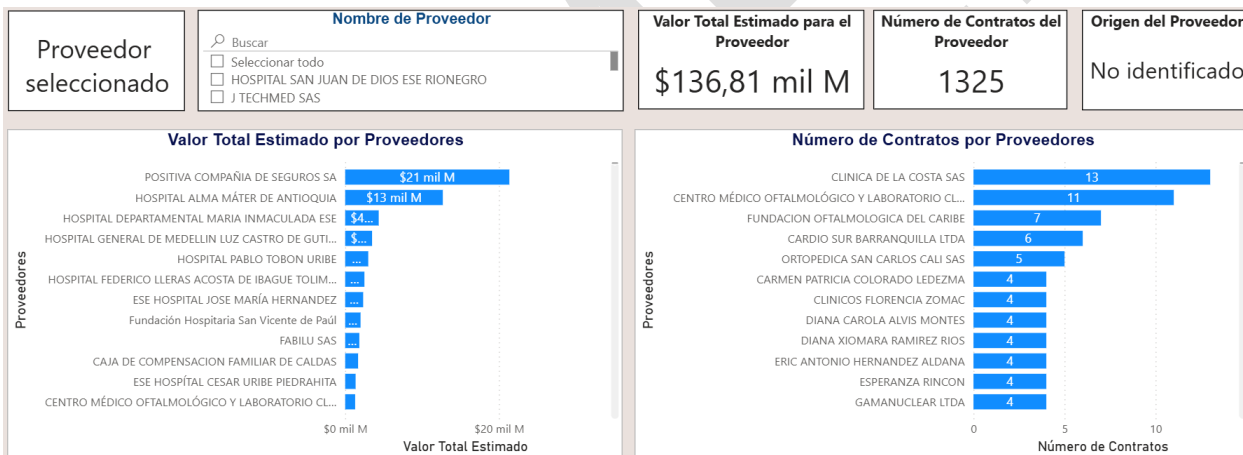 Proveedor
seleccionado
Nombre de Proveedor
Buscar
Seleccionar todo
HOSPITAL SAN JUAN DE DIOS ESE RIONEGRO
J TECHMED SAS
Valor Total Estimado para el
Proveedor
$136,81 mil M
Número de Contratos del
Proveedor
1325
Origen del Proveedor
No identificado
Valor Total Estimado por Proveedores
Proveedores
POSITIVA COMPAÑIA DE SEGUROS SA $21 mil M
HOSPITAL ALMA MÁTER DE ANTIOQUIA $13 mil M
HOSPITAL DEPARTAMENTAL MARIA INMACULADA ESE $4...
HOSPITAL GENERAL DE MEDELLIN LUZ CASTRO DE GUTI... $...
HOSPITAL PABLO TOBON URIBE ...
HOSPITAL FEDERICO LLERAS ACOSTA DE IBAGUE TOLIM... ...
ESE HOSPITAL JOSE MARÍA HERNANDEZ ...
Fundación Hospitaria San Vicente de Paúl ...
FABILU SAS ...
CAJA DE COMPENSACION FAMILIAR DE CALDAS
ESE HOSPÍTAL CESAR URIBE PIEDRAHITA
CENTRO MÉDICO OFTALMOLÓGICO Y LABORATORIO CL...
$0 mil M $20 mil M
Valor Total Estimado
Número de Contratos por Proveedores
Proveedores
CLINICA DE LA COSTA SAS 13
CENTRO MÉDICO OFTALMOLÓGICO Y LABORATORIO CL... 11
FUNDACION OFTALMOLOGICA DEL CARIBE 7
CARDIO SUR BARRANQUILLA LTDA 6
ORTOPEDICA SAN CARLOS CALI SAS 5
CARMEN PATRICIA COLORADO LEDEZMA 4
CLINICOS FLORENCIA ZOMAC 4
DIANA CAROLA ALVIS MONTES 4
DIANA XIOMARA RAMIREZ RIOS 4
ERIC ANTONIO HERNANDEZ ALDANA 4
ESPERANZA RINCON 4
GAMANUCLEAR LTDA 4
0 5 10
Número de Contratos